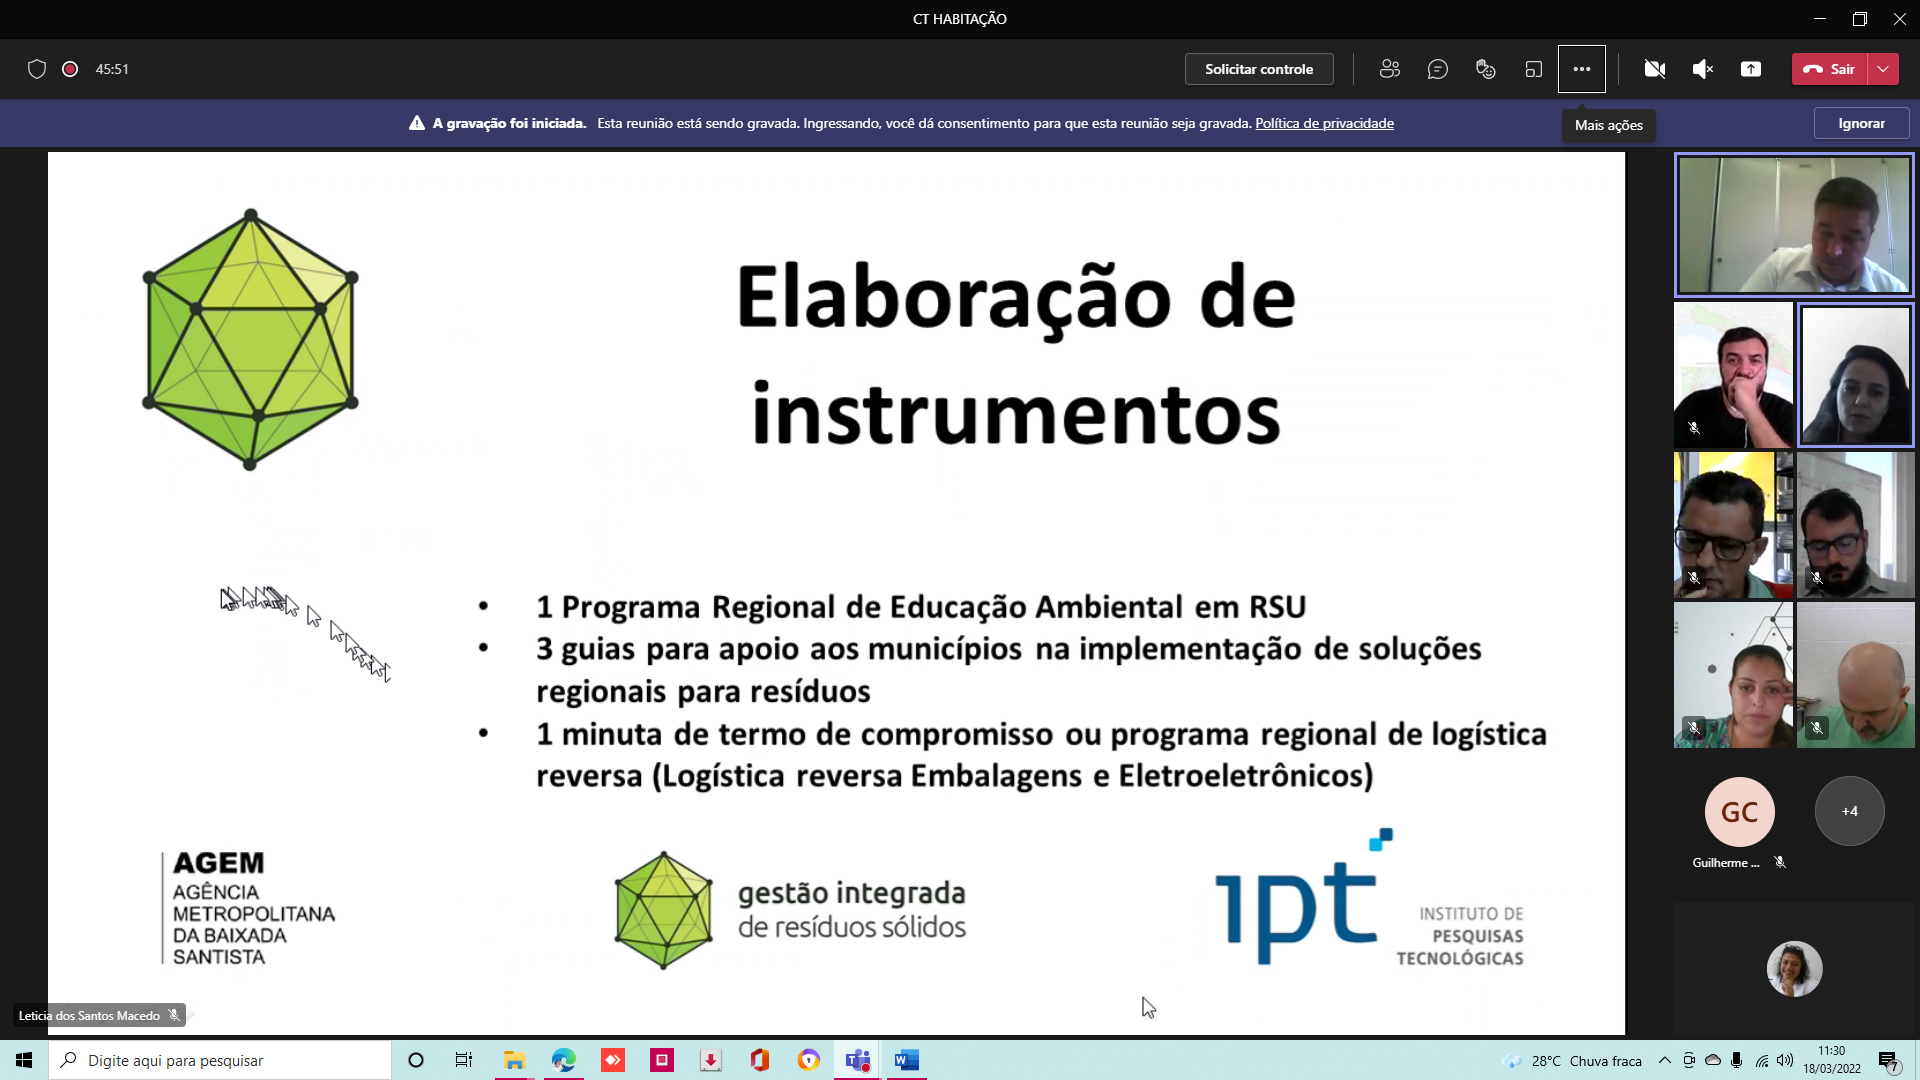 CT HABITAÇÃO
45:51
Solicitar controle
Sair
A gravação foi iniciada. Esta reunião está sendo gravada. Ingressando, você dá consentimento para que esta reunião seja gravada. Política de privacidade
Mais ações
Ignorar
Elaboração de
instrumentos
• 1 Programa Regional de Educação Ambiental em RSU
• 3 guias para apoio aos municípios na implementação de soluções
regionais para resíduos
• 1 minuta de termo de compromisso ou programa regional de logística
reversa (Logística reversa Embalagens e Eletroeletrônicos)
AGEM
AGÊNCIA
METROPOLITANA
DA BAIXADA
SANTISTA
gestão integrada
de resíduos sólidos
ipt
INSTITUTO DE
PESQUISAS
TECNOLÓGICAS
GC
+4
Guilherme ...
Leticia dos Santos Macedo
Digite aqui para pesquisar
28°C Chuva fraca
11:30
18/03/2022
7